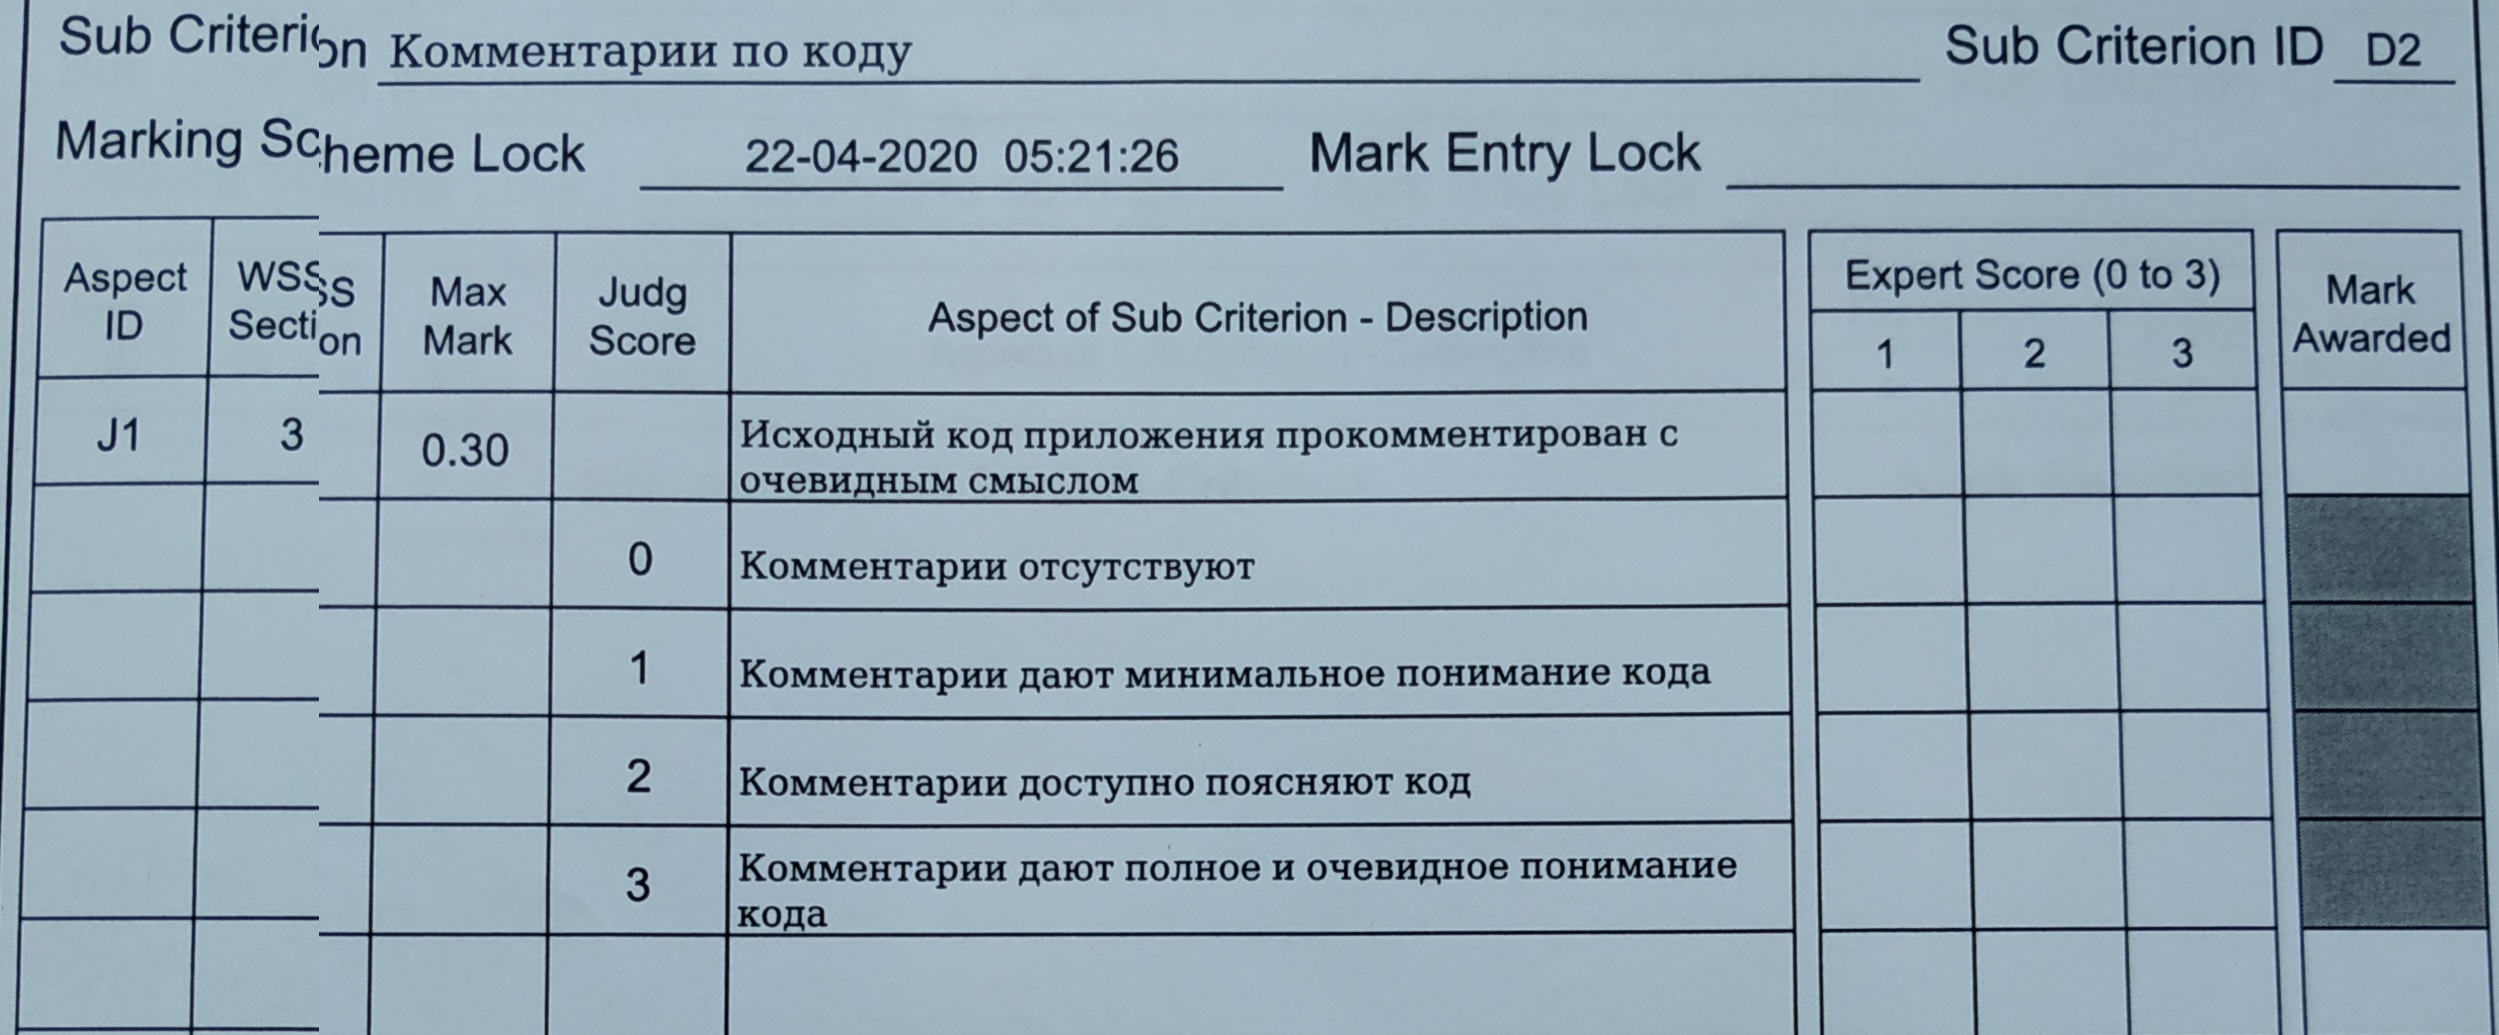 Sub Criterion Комментарии по коду Sub Criterion ID D2
Marking Scheme Lock 22-04-2020 05:21:26 Mark Entry Lock
Aspect ID WSSS Section Max Mark Judg Score Aspect of Sub Criterion - Description Expert Score (0 to 3) 1 2 3 Mark Awarded
J1 3 0.30 Исходный код приложения прокомментирован с
очевидным смыслом
0 Комментарии отсутствуют
1 Комментарии дают минимальное понимание кода
2 Комментарии доступно поясняют код
3 Комментарии дают полное и очевидное понимание
кода